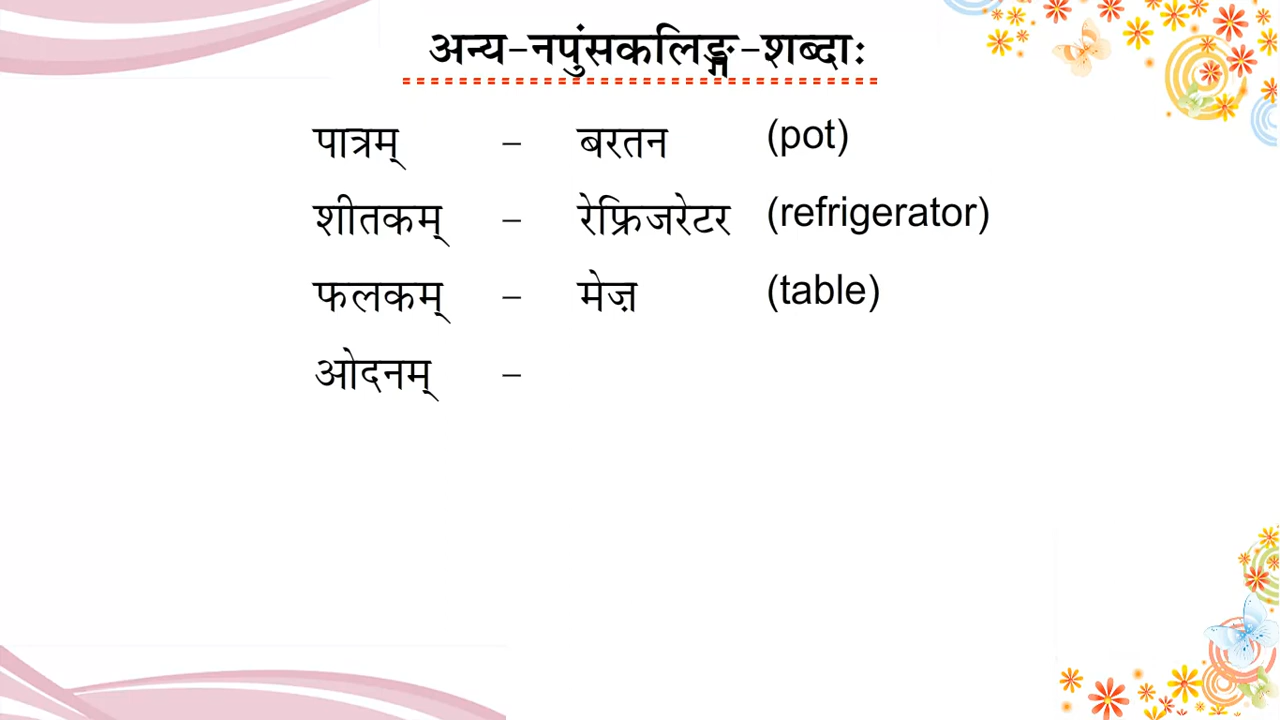 अन्य-नपुंसकलिङ्ग-शब्दाः
पात्रम् - बरतन (pot)
शीतकम् - रेफ्रिजरेटर (refrigerator)
फलकम् - मेज़ (table)
ओदनम् -